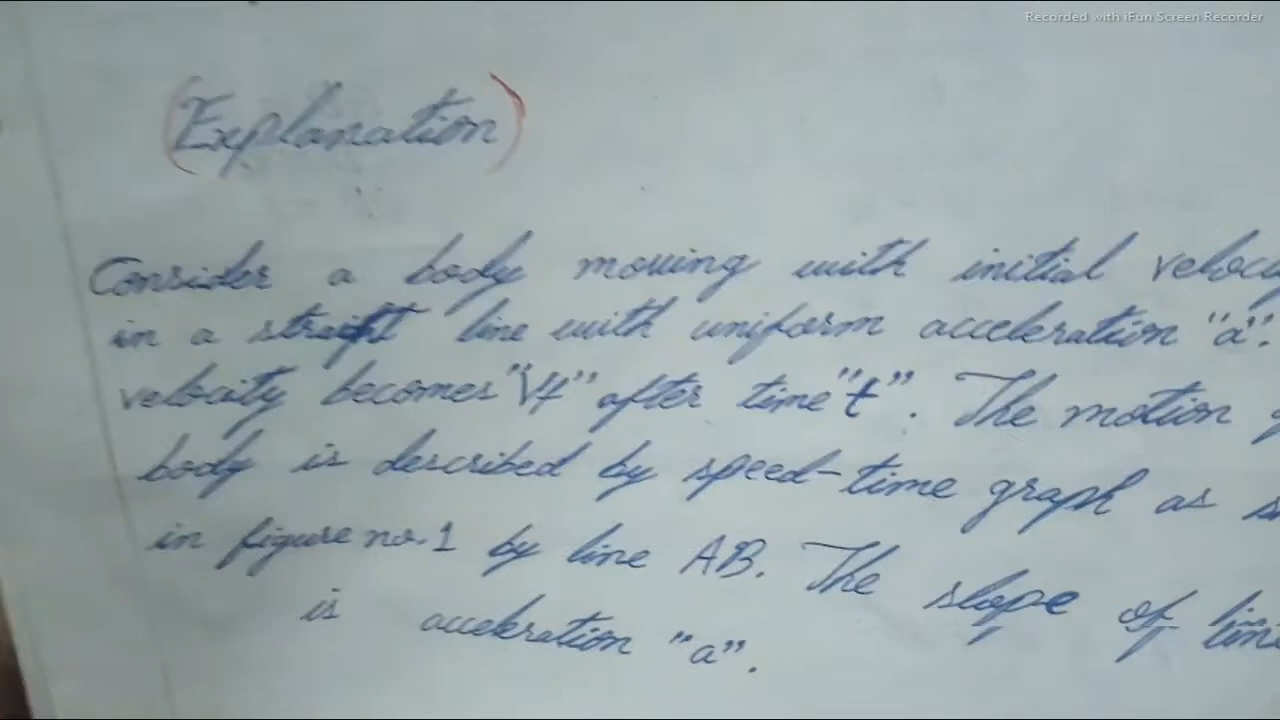 Recorded with iFun Screen Recorder
(Explanation)
Consider a body moving with initial
in a straight line with uniform acceleration "a".
velocity becomes "Vf" after time "t". The motion
body is described by speed-time graph as
in figure no.1 by line AB. The slope of line
is acceleration "a".